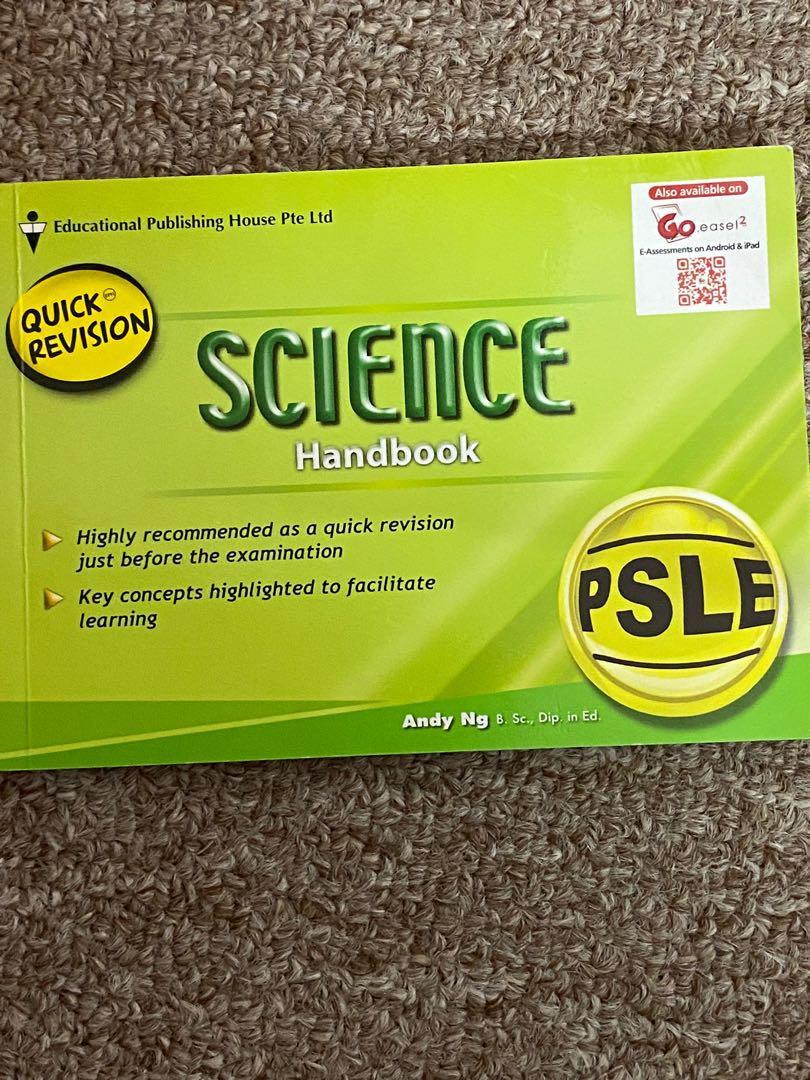 Educational Publishing House Pte Ltd
Also available on
Go.easel2
E-Assessments on Android & iPad
QUICK
REVISION
SCIENCE
Handbook
Highly recommended as a quick revision
just before the examination
Key concepts highlighted to facilitate
learning
PSLE
Andy Ng B. Sc., Dip. in Ed.